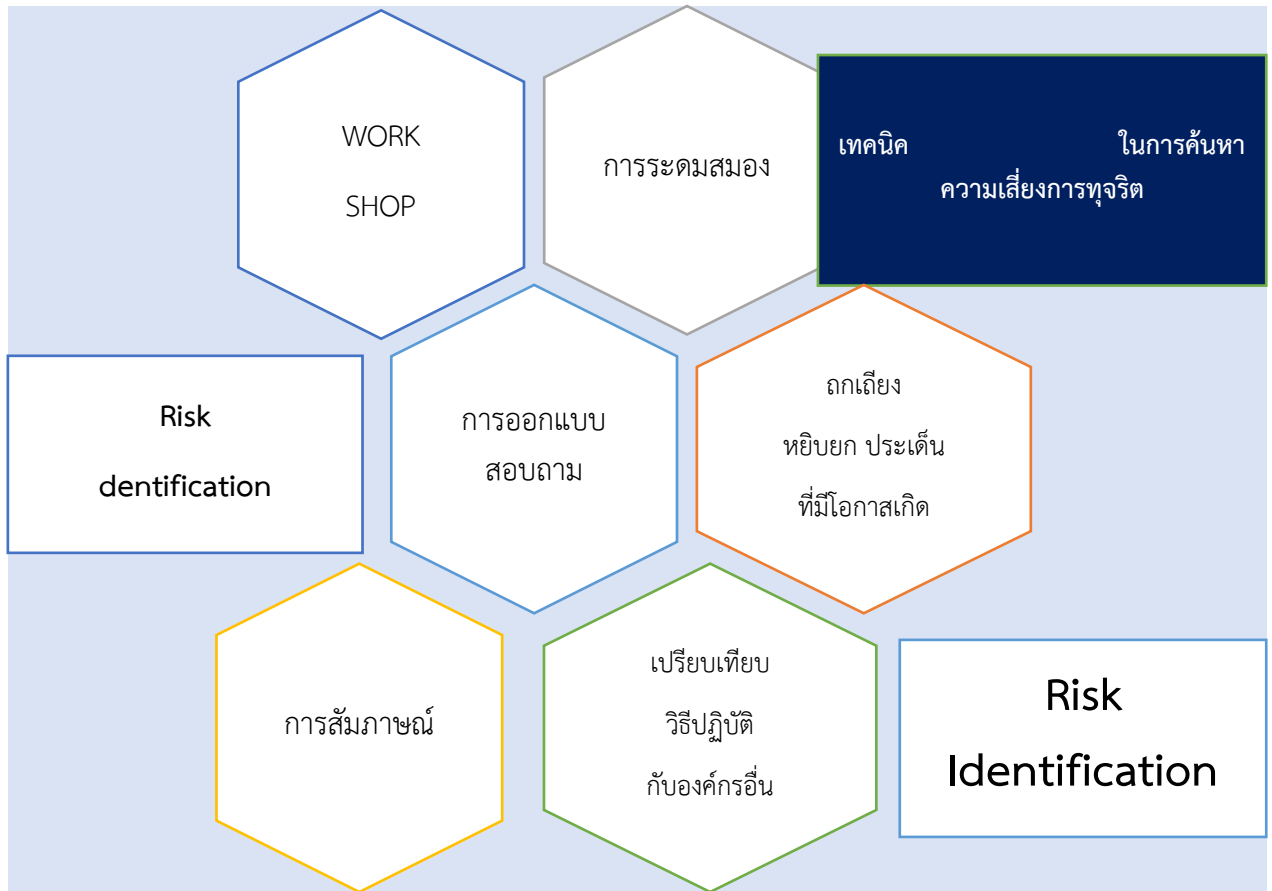 WORK
SHOP
การระดมสมอง
เทคนิค ในการค้นหา
ความเสี่ยงการทุจริต
Risk
dentification
การออกแบบ
สอบถาม
ถกเถียง
หยิบยก ประเด็น
ที่มีโอกาสเกิด
การสัมภาษณ์
เปรียบเทียบ
วิธีปฏิบัติ
กับองค์กรอื่น
Risk
Identification